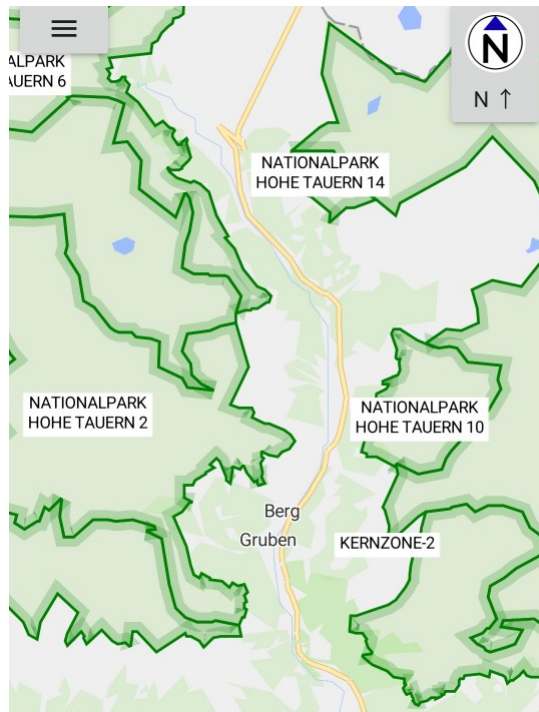 ALPARK
AUERN 6
N
N ↑
NATIONALPARK
HOHE TAUERN 14
NATIONALPARK
HOHE TAUERN 2
NATIONALPARK
HOHE TAUERN 10
Berg
Gruben
KERNZONE-2